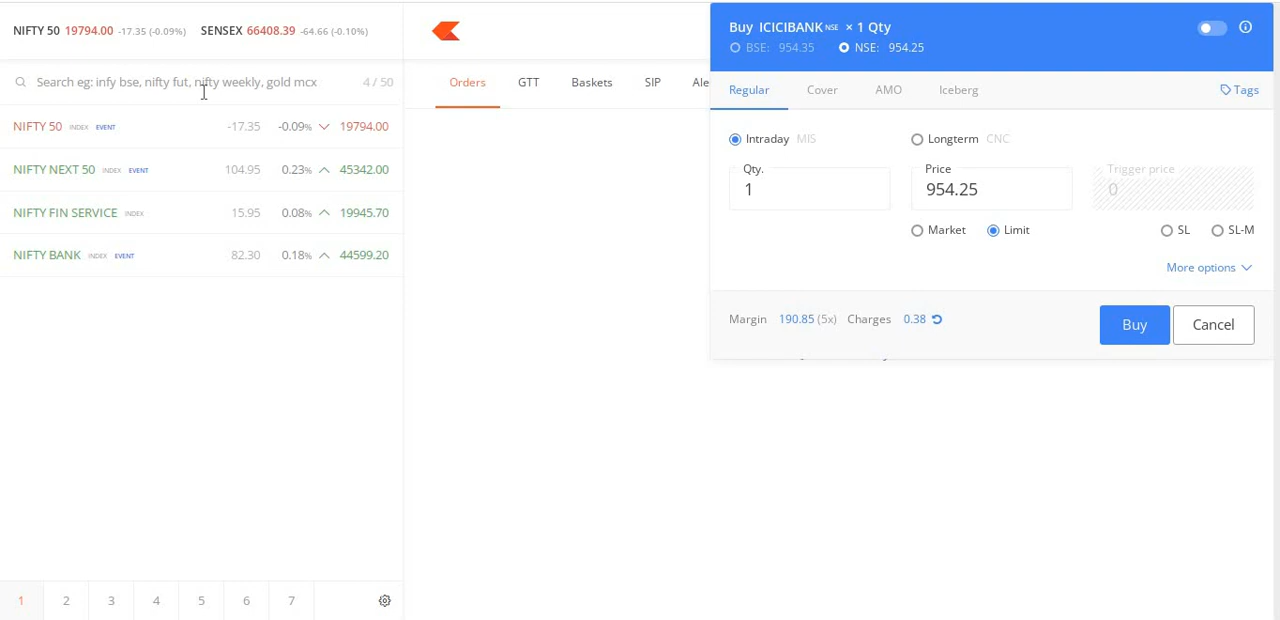 NIFTY 50 19794.00 -17.35 (-0.09%) SENSEX 66408.39 -64.66 (-0.10%)
Search eg: infy bse, nifty fut, nifty weekly, gold mcx 4 / 50
NIFTY 50 INDEX EVENT -17.35 -0.09% 19794.00
NIFTY NEXT 50 INDEX EVENT 104.95 0.23% 45342.00
NIFTY FIN SERVICE INDEX 15.95 0.08% 19945.70
NIFTY BANK INDEX EVENT 82.30 0.18% 44599.20
1 2 3 4 5 6 7
Orders GTT Baskets SIP Ale
Buy ICICIBANK NSE × 1 Qty
BSE: 954.35 NSE: 954.25
Regular Cover AMO Iceberg Tags
Intraday MIS Longterm CNC
Qty. Price Trigger price
1 954.25 0
Market Limit SL SL-M
More options
Margin 190.85 (5x) Charges 0.38 Buy Cancel